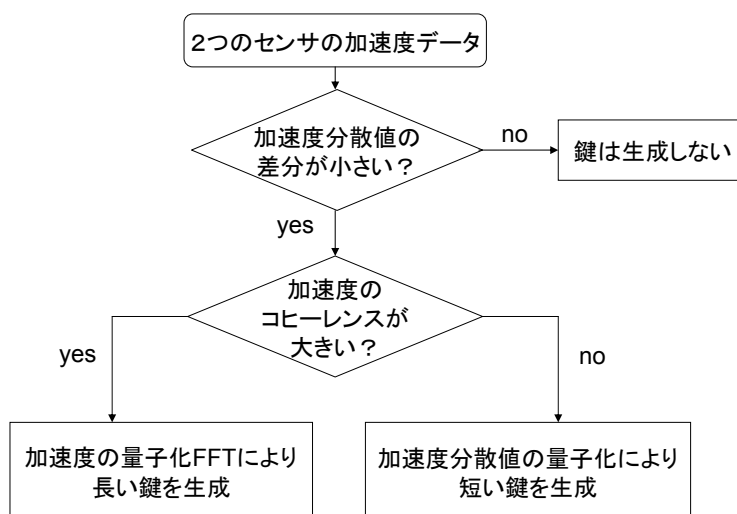 ２つのセンサの加速度データ
加速度分散値の
差分が小さい？
no
鍵は生成しない
yes
加速度の
コヒーレンスが
大きい？
yes
no
加速度の量子化FFTにより
長い鍵を生成
加速度分散値の量子化により
短い鍵を生成